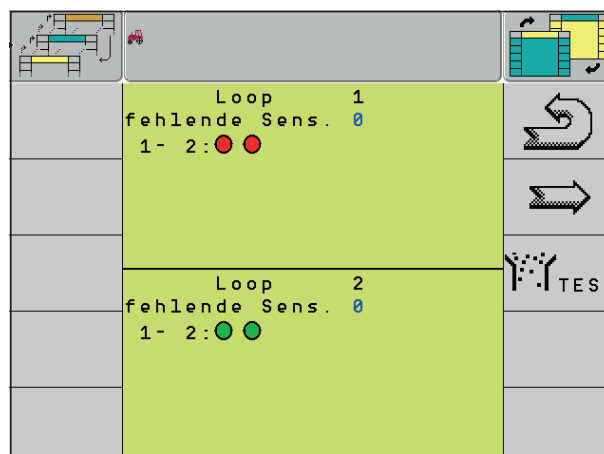 Loop 1
fehlende Sens. 0
1- 2:
Loop 2
fehlende Sens. 0
1- 2:
TES